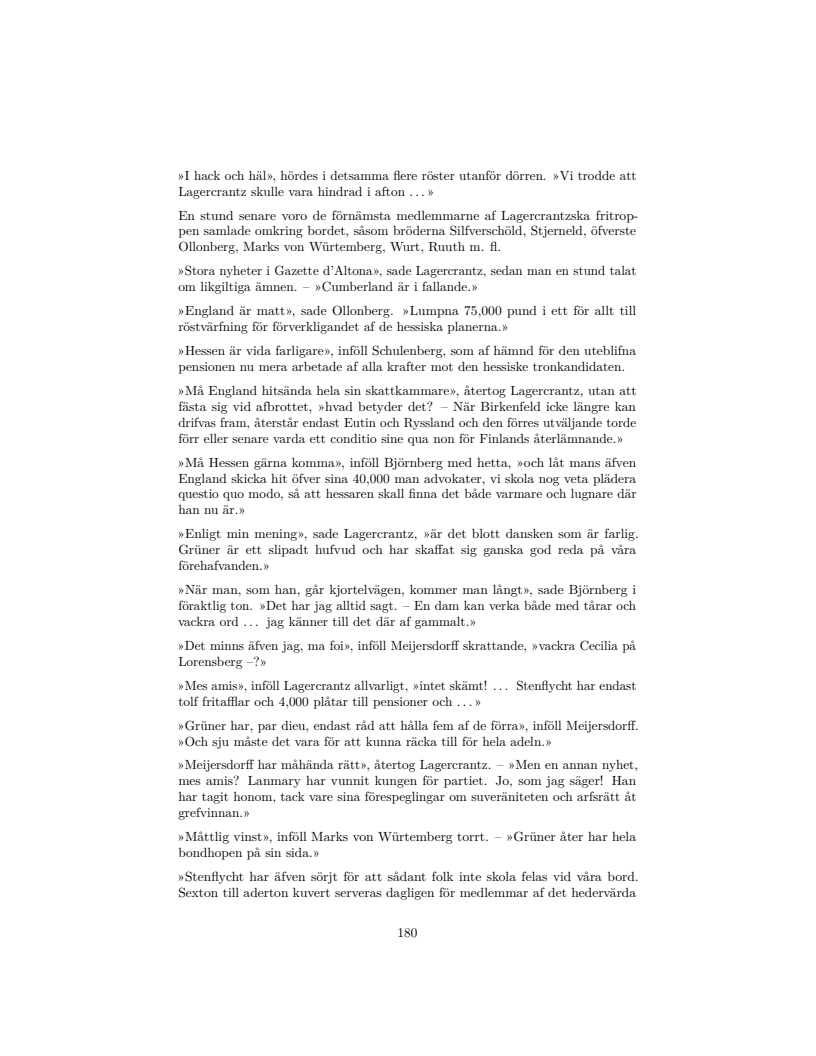 »I hack och häl», hördes i detsamma flere röster utanför dörren. »Vi trodde att
Lagercrantz skulle vara hindrad i afton . . . »
En stund senare voro de förnämsta medlemmarne af Lagercrantzska fritrop-
pen samlade omkring bordet, såsom bröderna Silfverschöld, Stjerneld, öfverste
Ollonberg, Marks von Würtemberg, Wurt, Ruuth m. fl.
»Stora nyheter i Gazette d’Altona», sade Lagercrantz, sedan man en stund talat
om likgiltiga ämnen. – »Cumberland är i fallande.»
»England är matt», sade Ollonberg. »Lumpna 75,000 pund i ett för allt till
röstvärfning för förverkligandet af de hessiska planerna.»
»Hessen är vida farligare», inföll Schulenberg, som af hämnd för den uteblifna
pensionen nu mera arbetade af alla krafter mot den hessiske tronkandidaten.
»Må England hitsända hela sin skattkammare», återtog Lagercrantz, utan att
fästa sig vid afbrottet, »hvad betyder det? – När Birkenfeld icke längre kan
drifvas fram, återstår endast Eutin och Ryssland och den förres utväljande torde
förr eller senare varda ett conditio sine qua non för Finlands återlämnande.»
»Må Hessen gärna komma», inföll Björnberg med hetta, »och låt mans äfven
England skicka hit öfver sina 40,000 man advokater, vi skola nog veta plädera
questio quo modo, så att hessaren skall finna det både varmare och lugnare där
han nu är.»
»Enligt min mening», sade Lagercrantz, »är det blott dansken som är farlig.
Grüner är ett slipadt hufvud och har skaffat sig ganska god reda på våra
förehafvanden.»
»När man, som han, går kjortelvägen, kommer man långt», sade Björnberg i
föraktlig ton. »Det har jag alltid sagt. – En dam kan verka både med tårar och
vackra ord . . . jag känner till det där af gammalt.»
»Det minns äfven jag, ma foi», inföll Meijersdorff skrattande, »vackra Cecilia på
Lorensberg –?»
»Mes amis», inföll Lagercrantz allvarligt, »intet skämt! . . . Stenflycht har endast
tolf fritafflar och 4,000 plåtar till pensioner och . . . »
»Grüner har, par dieu, endast råd att hålla fem af de förra», inföll Meijersdorff.
»Och sju måste det vara för att kunna räcka till för hela adeln.»
»Meijersdorff har måhända rätt», återtog Lagercrantz. – »Men en annan nyhet,
mes amis? Lanmary har vunnit kungen för partiet. Jo, som jag säger! Han
har tagit honom, tack vare sina förespeglingar om suveräniteten och arfsrätt åt
grefvinnan.»
»Måttlig vinst», inföll Marks von Würtemberg torrt. – »Grüner åter har hela
bondhopen på sin sida.»
»Stenflycht har äfven sörjt för att sådant folk inte skola felas vid våra bord.
Sexton till aderton kuvert serveras dagligen för medlemmar af det hedervärda
180